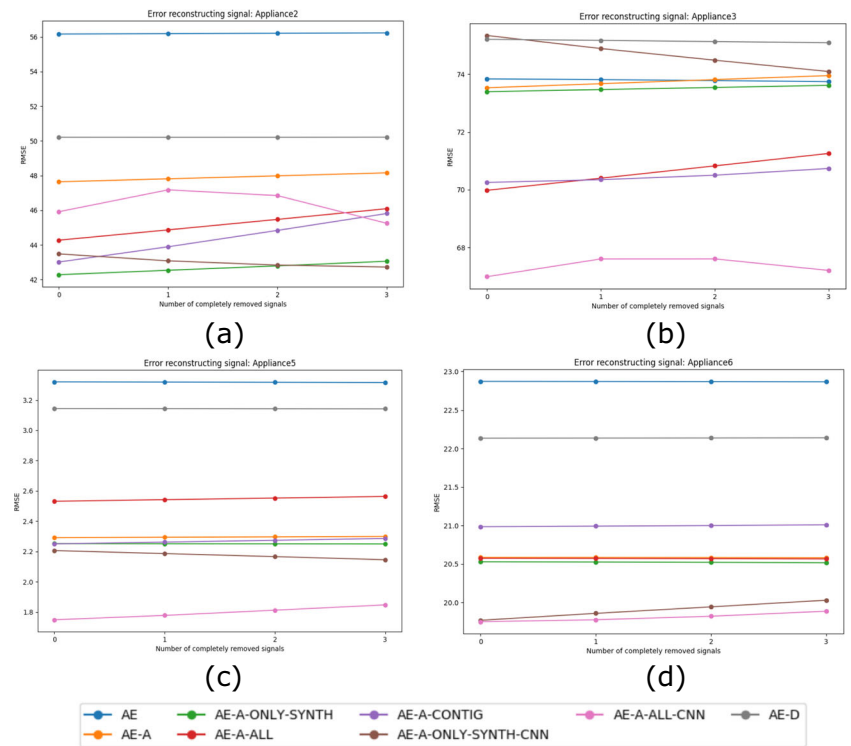 Error reconstructing signal: Appliance2
RMSE
56
54
52
50
48
46
44
42
0 1 2 3
Number of completely removed signals
(a)
Error reconstructing signal: Appliance3
RMSE
74
72
70
68
0 1 2 3
Number of completely removed signals
(b)
Error reconstructing signal: Appliance5
RMSE
3.2
3.0
2.8
2.6
2.4
2.2
2.0
1.8
0 1 2 3
Number of completely removed signals
(c)
Error reconstructing signal: Appliance6
RMSE
23.0
22.5
22.0
21.5
21.0
20.5
20.0
0 1 2 3
Number of completely removed signals
(d)
AE AE-A-ONLY-SYNTH AE-A-CONTIG AE-A-ALL-CNN AE-D
AE-A AE-A-ALL AE-A-ONLY-SYNTH-CNN